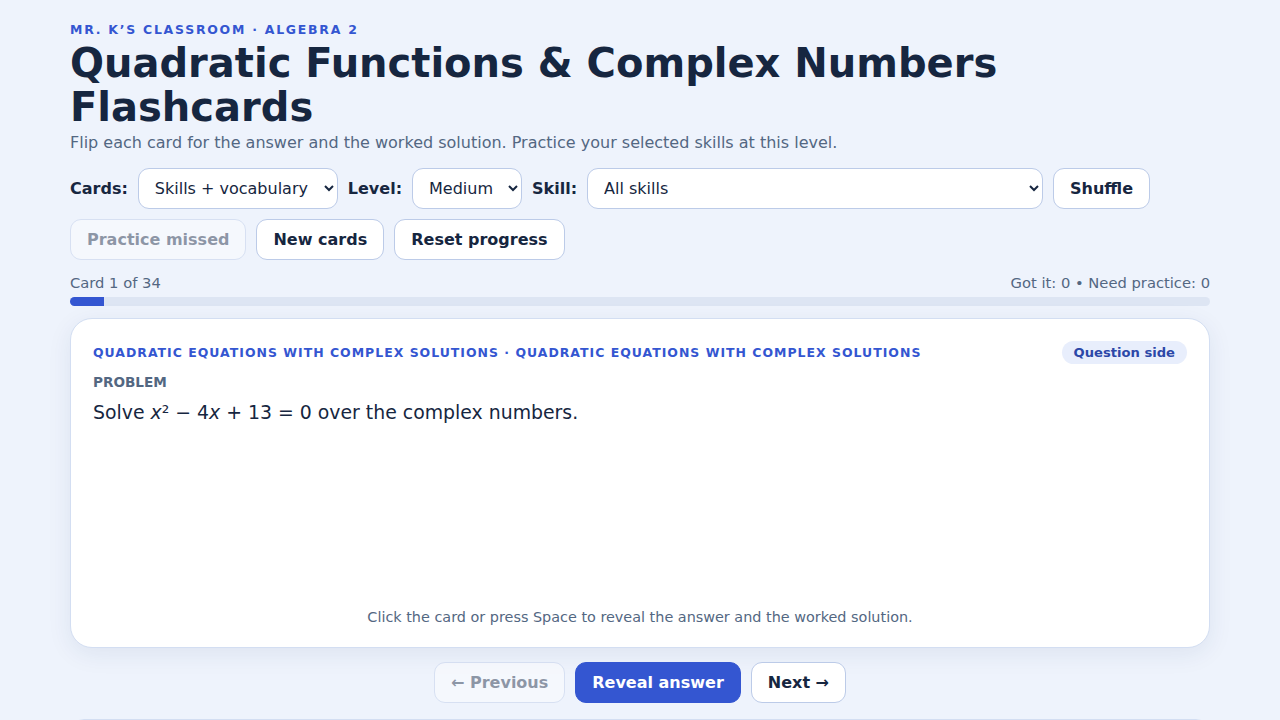 MR. K’S CLASSROOM · ALGEBRA 2
Quadratic Functions & Complex Numbers
Flashcards
Flip each card for the answer and the worked solution. Practice your selected skills at this level.
Cards: Skills + vocabulary Level: Medium Skill: All skills Shuffle
Practice missed New cards Reset progress
Card 1 of 34 Got it: 0 • Need practice: 0
QUADRATIC EQUATIONS WITH COMPLEX SOLUTIONS · QUADRATIC EQUATIONS WITH COMPLEX SOLUTIONS Question side
PROBLEM
Solve x² − 4x + 13 = 0 over the complex numbers.
Click the card or press Space to reveal the answer and the worked solution.
← Previous Reveal answer Next →